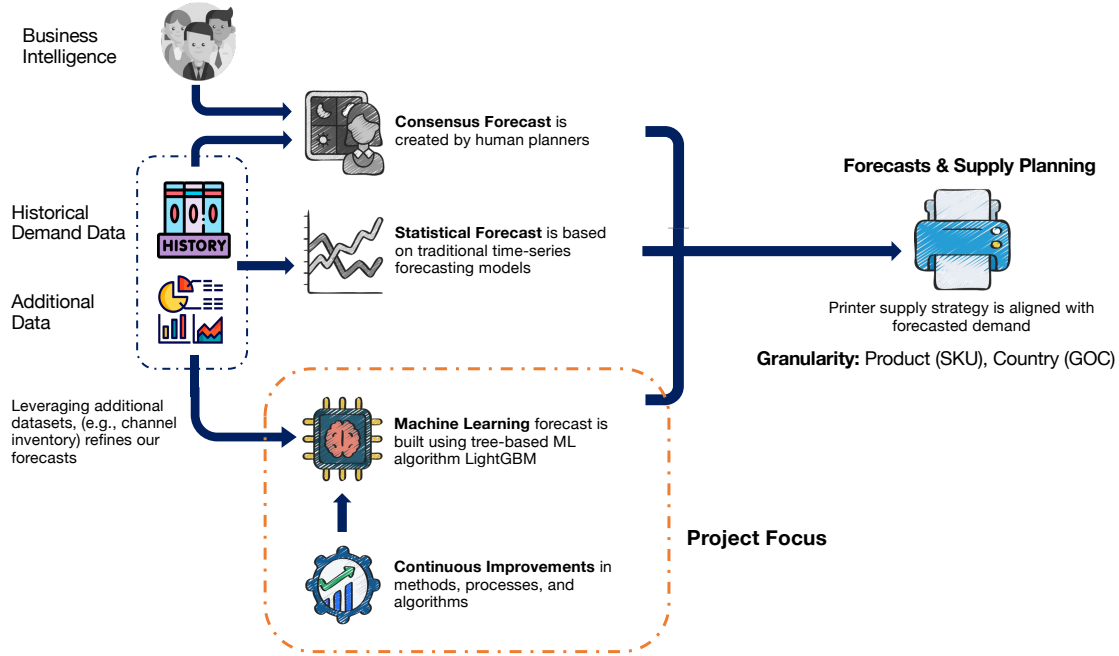 Business
Intelligence
Consensus Forecast is
created by human planners
Forecasts & Supply Planning
Historical
Demand Data
HISTORY
Statistical Forecast is based
on traditional time-series
forecasting models
Additional
Data
Printer supply strategy is aligned with
forecasted demand
Granularity: Product (SKU), Country (GOC)
Leveraging additional
datasets, (e.g., channel
inventory) refines our
forecasts
Machine Learning forecast is
built using tree-based ML
algorithm LightGBM
Project Focus
Continuous Improvements in
methods, processes, and
algorithms